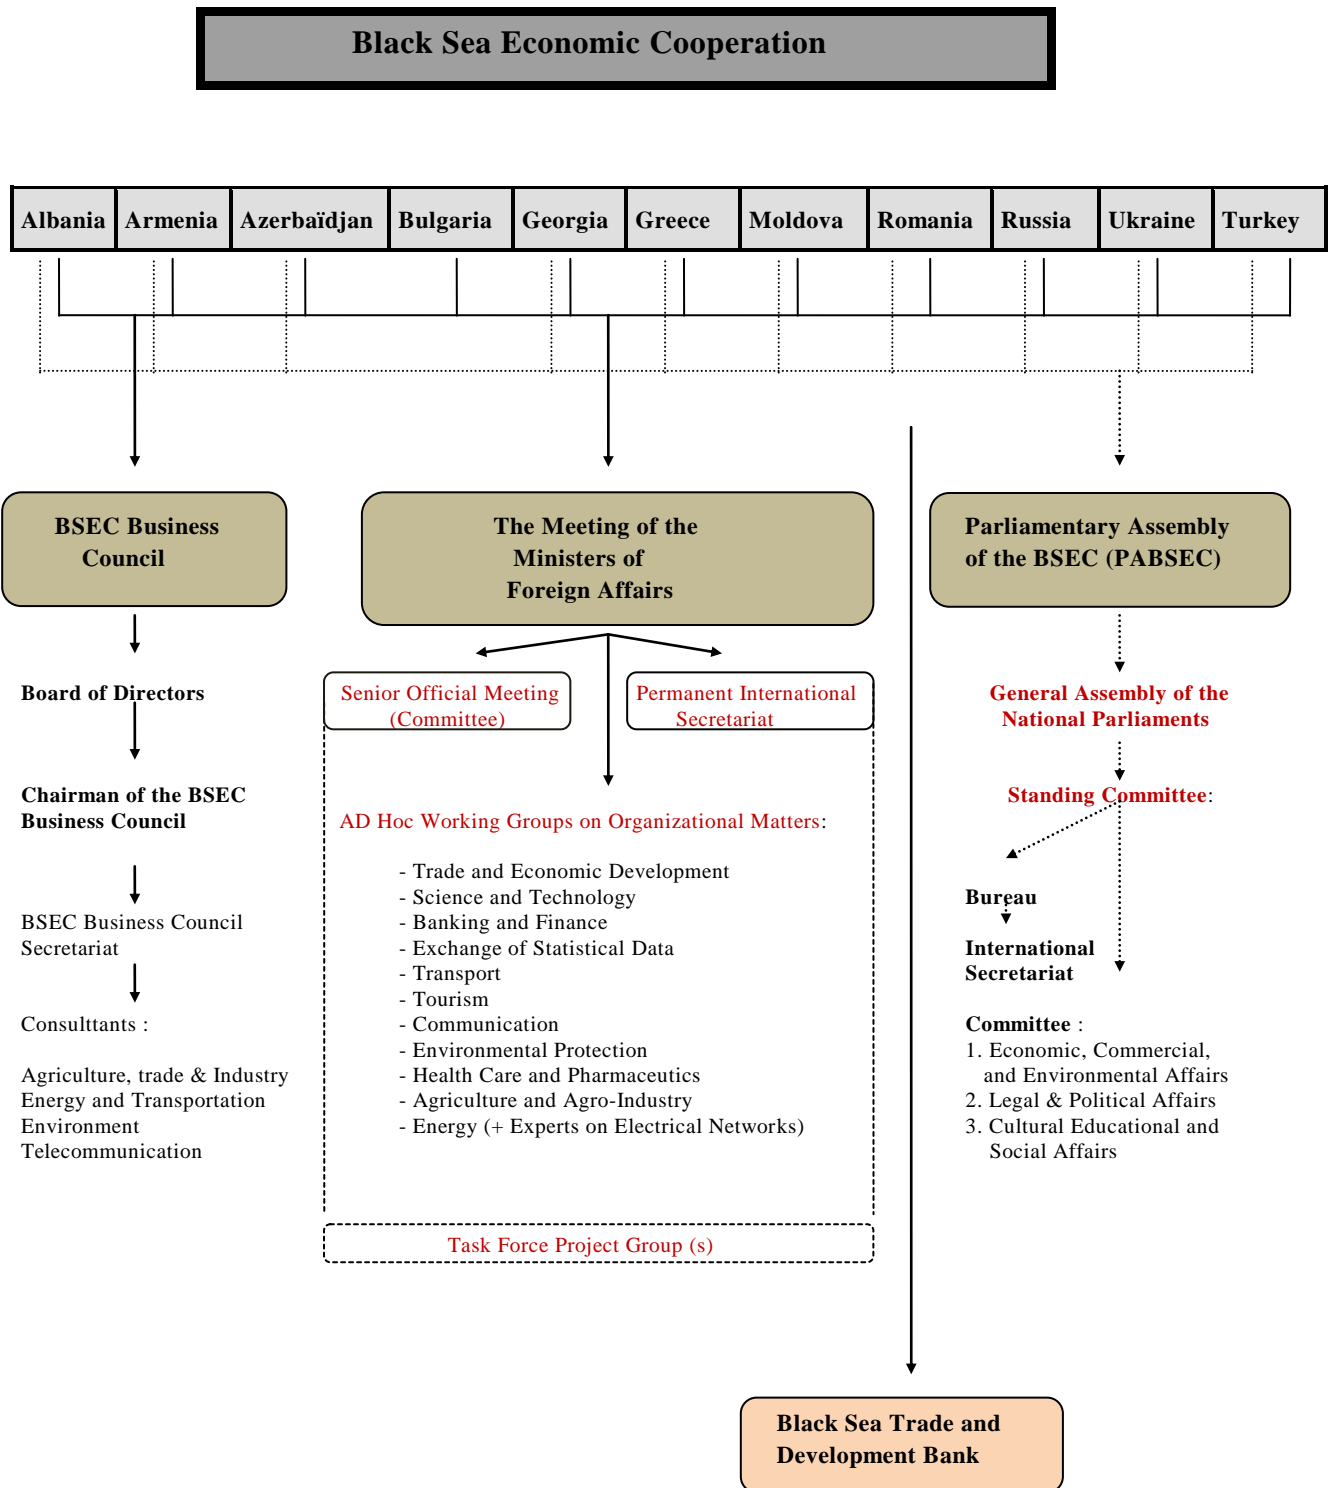 Black Sea Economic Cooperation
Albania
Armenia
Azerbaïdjan
Bulgaria
Georgia
Greece
Moldova
Romania
Russia
Ukraine
Turkey
BSEC Business
Council
Board of Directors
Chairman of the BSEC
Business Council
BSEC Business Council
Secretariat
Consulttants :
Agriculture, trade & Industry
Energy and Transportation
Environment
Telecommunication
The Meeting of the
Ministers of
Foreign Affairs
Senior Official Meeting
(Committee)
Permanent International
Secretariat
AD Hoc Working Groups on Organizational Matters:
- Trade and Economic Development
- Science and Technology
- Banking and Finance
- Exchange of Statistical Data
- Transport
- Tourism
- Communication
- Environmental Protection
- Health Care and Pharmaceutics
- Agriculture and Agro-Industry
- Energy (+ Experts on Electrical Networks)
Task Force Project Group (s)
Parliamentary Assembly
of the BSEC (PABSEC)
General Assembly of the
National Parliaments
Standing Committee:
Bureau
International
Secretariat
Committee :
1. Economic, Commercial,
and Environmental Affairs
2. Legal & Political Affairs
3. Cultural Educational and
Social Affairs
Black Sea Trade and
Development Bank